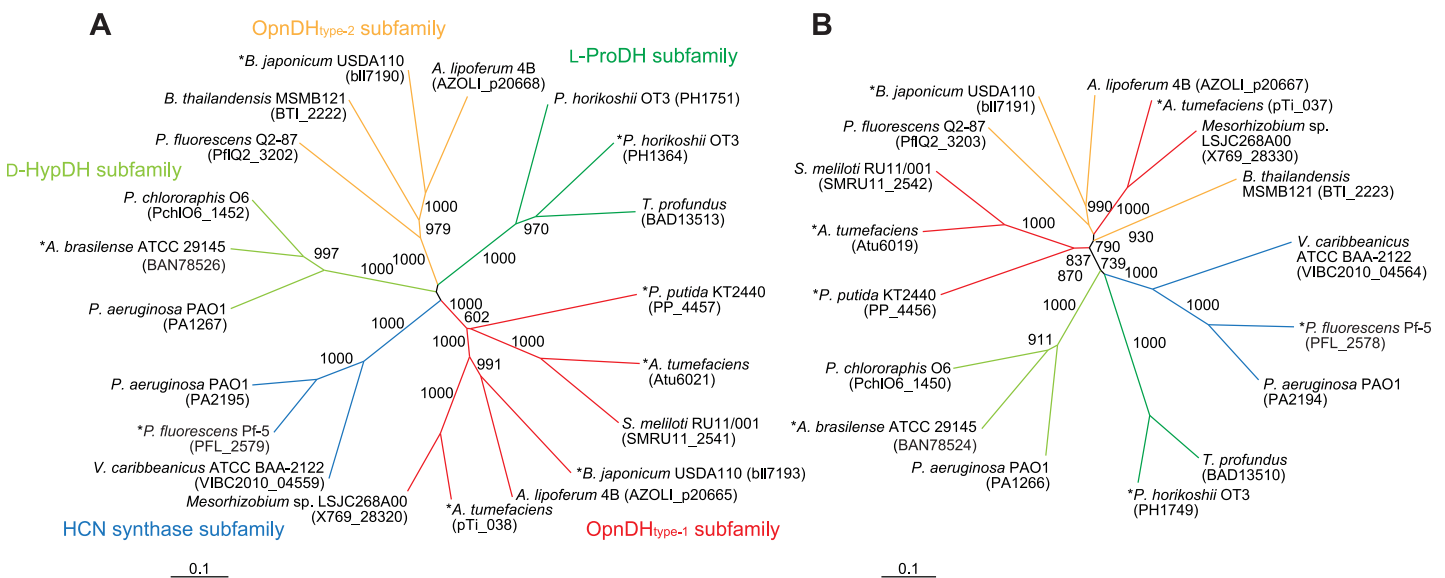 A
OpnDHtype-2 subfamily
*B. japonicum USDA110
(bll7190)
A. lipoferum 4B
(AZOLI_p20668)
L-ProDH subfamily
B. thailandensis MSMB121
(BTI_2222)
P. horikoshii OT3 (PH1751)
P. fluorescens Q2-87
(PflQ2_3202)
*P. horikoshii OT3
(PH1364)
D-HypDH subfamily
P. chlororaphis O6
(PchlO6_1452)
T. profundus
(BAD13513)
*A. brasilense ATCC 29145
(BAN78526)
P. aeruginosa PAO1
(PA1267)
1000
979
970
997
1000
1000
1000
1000
602
1000
1000
1000
1000
991
1000
*P. putida KT2440
(PP_4457)
*A. tumefaciens
(Atu6021)
P. aeruginosa PAO1
(PA2195)
*P. fluorescens Pf-5
(PFL_2579)
S. meliloti RU11/001
(SMRU11_2541)
V. caribbeanicus ATCC BAA-2122
(VIBC2010_04559)
*B. japonicum USDA110 (bll7193)
Mesorhizobium sp. LSJC268A00
(X769_28320)
A. lipoferum 4B (AZOLI_p20665)
*A. tumefaciens
(pTi_038)
HCN synthase subfamily
OpnDHtype-1 subfamily
0.1
B
*B. japonicum USDA110
(bll7191)
A. lipoferum 4B (AZOLI_p20667)
*A. tumefaciens (pTi_037)
P. fluorescens Q2-87
(PflQ2_3203)
Mesorhizobium sp.
LSJC268A00
(X769_28330)
S. meliloti RU11/001
(SMRU11_2542)
B. thailandensis
MSMB121 (BTI_2223)
*A. tumefaciens
(Atu6019)
990
1000
1000
930
790
837
739
870
1000
1000
1000
1000
911
V. caribbeanicus
ATCC BAA-2122
(VIBC2010_04564)
*P. putida KT2440
(PP_4456)
*P. fluorescens Pf-5
(PFL_2578)
P. chlororaphis O6
(PchlO6_1450)
P. aeruginosa PAO1
(PA2194)
*A. brasilense ATCC 29145
(BAN78524)
P. aeruginosa PAO1
(PA1266)
T. profundus
(BAD13510)
*P. horikoshii OT3
(PH1749)
0.1